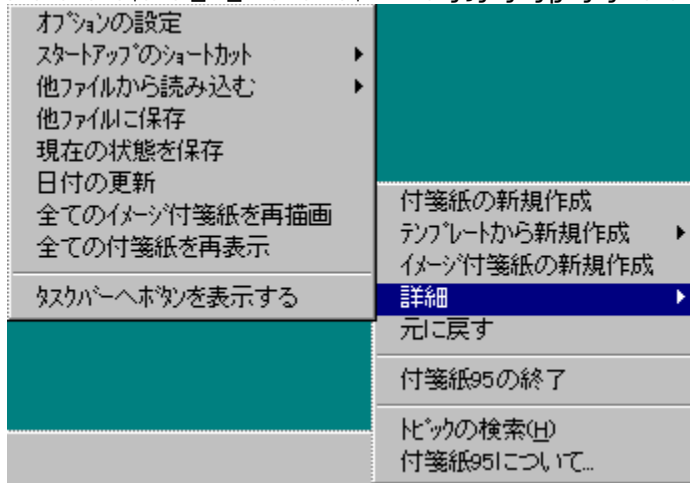 ｵﾌﾟｼｮﾝの設定
ｽﾀｰﾄｱｯﾌﾟのｼｮｰﾄｶｯﾄ
他ﾌｧｲﾙから読み込む
他ﾌｧｲﾙに保存
現在の状態を保存
日付の更新
全てのｲﾒｰｼﾞ付箋紙を再描画
全ての付箋紙を再表示
ﾀｽｸﾊﾞｰへﾎﾞﾀﾝを表示する
付箋紙の新規作成
ﾃﾝﾌﾟﾚｰﾄから新規作成
ｲﾒｰｼﾞ付箋紙の新規作成
詳細
元に戻す
付箋紙95の終了
ﾄﾋﾟｯｸの検索(H)
付箋紙95について...